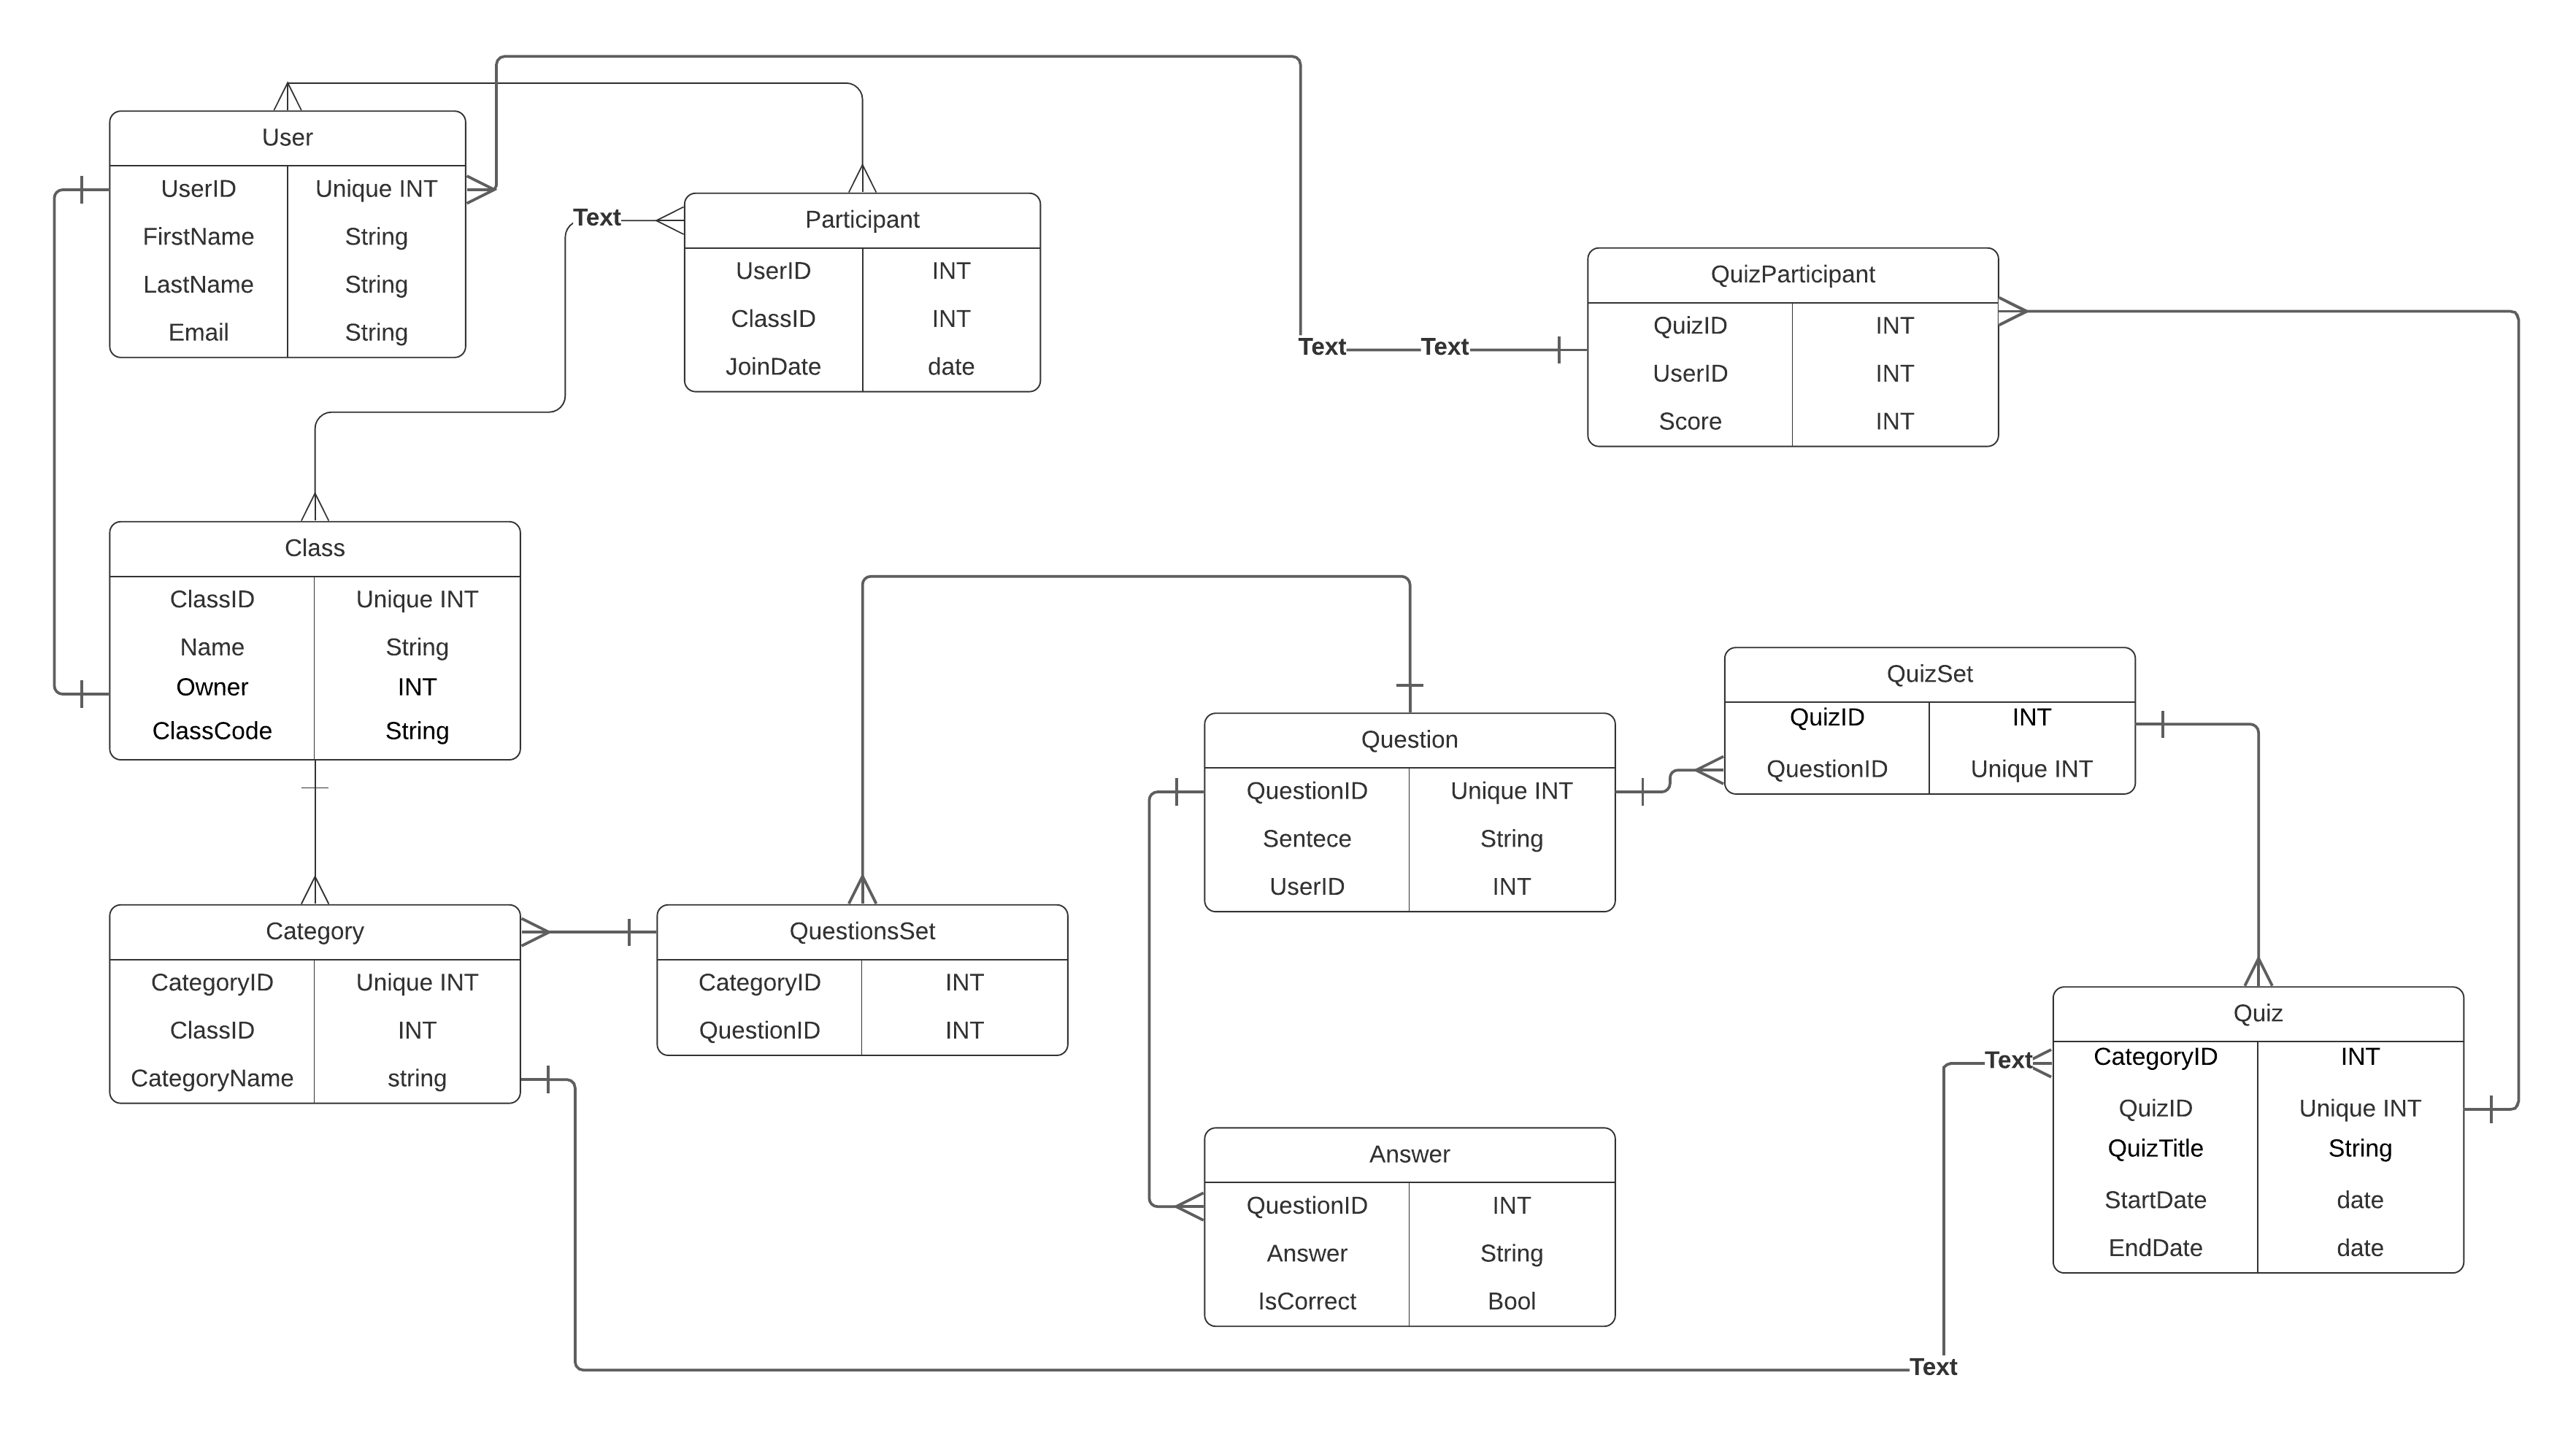 User
UserID Unique INT
FirstName String
LastName String
Email String
Text
Participant
UserID INT
ClassID INT
JoinDate date
Text Text
QuizParticipant
QuizID INT
UserID INT
Score INT
Class
ClassID Unique INT
Name String
Owner INT
ClassCode String
Question
QuestionID Unique INT
Sentece String
UserID INT
QuizSet
QuizID INT
QuestionID Unique INT
Category
CategoryID Unique INT
ClassID INT
CategoryName string
QuestionsSet
CategoryID INT
QuestionID INT
Text
Quiz
CategoryID INT
QuizID Unique INT
QuizTitle String
StartDate date
EndDate date
Answer
QuestionID INT
Answer String
IsCorrect Bool
Text